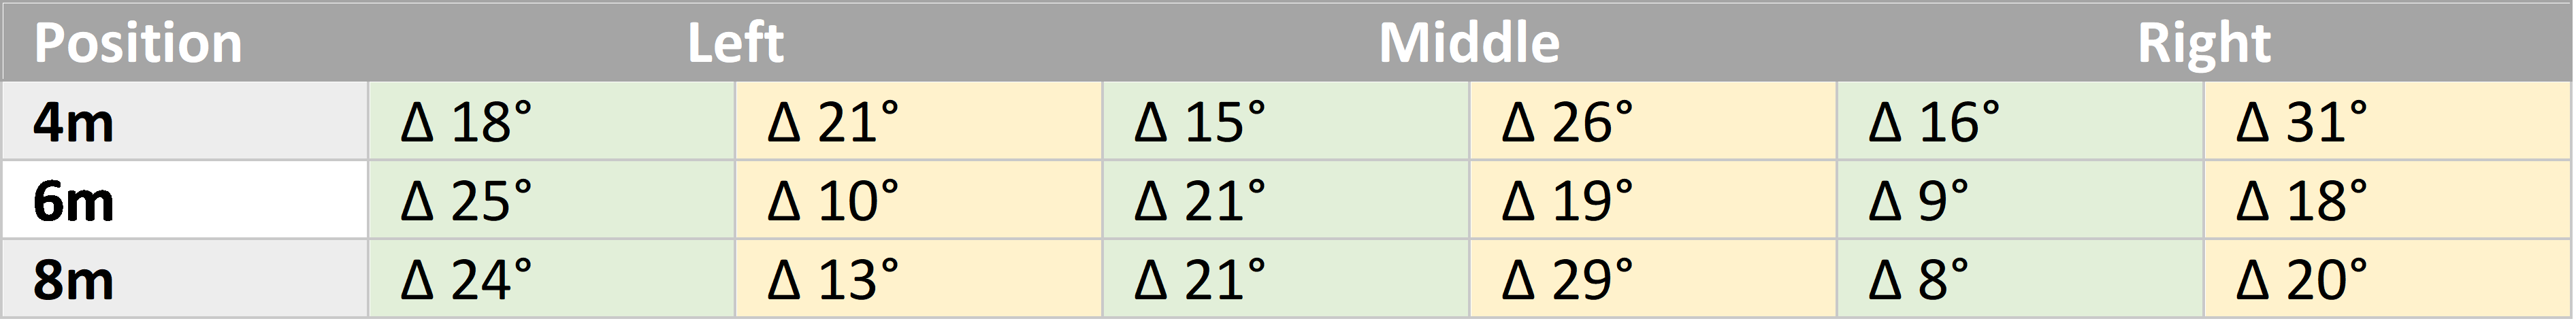 Position Left Middle Right
4m Δ 18° Δ 21° Δ 15° Δ 26° Δ 16° Δ 31°
6m Δ 25° Δ 10° Δ 21° Δ 19° Δ 9° Δ 18°
8m Δ 24° Δ 13° Δ 21° Δ 29° Δ 8° Δ 20°